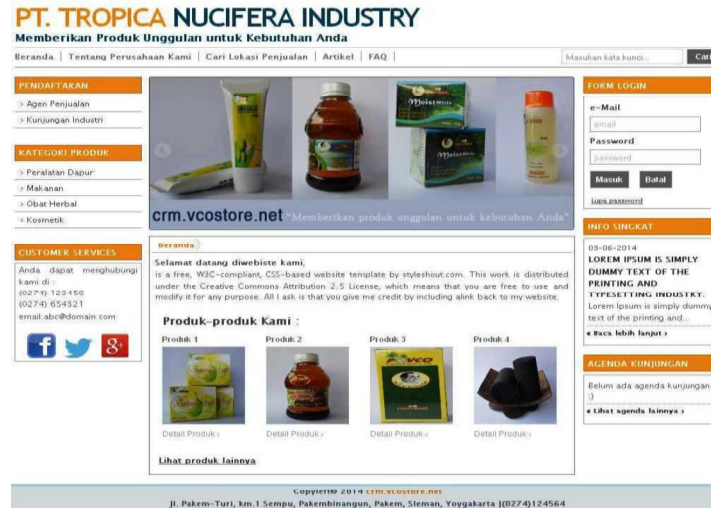 PT. TROPICA NUCIFERA INDUSTRY
Memberikan Produk Unggulan untuk Kebutuhan Anda
Beranda | Tentang Perusahaan Kami | Cari Lokasi Penjualan | Artikel | FAQ |
Masukan kata kunci...
Cari
PENDAFTARAN
› Agen Penjualan
› Kunjungan Industri
KATEGORI PRODUK
› Peralatan Dapur
› Makanan
› Obat Herbal
› Kosmetik
CUSTOMER SERVICES
Anda dapat menghubungi
kami di :
(0274) 123456
(0274) 654321
email:abc@domain.com
f
8+
Moistmus
Moistmus
crm.vcostore.net "Memberikan produk unggulan untuk kebutuhan Anda"
Beranda
Selamat datang diwebiste kami,
is a free, W3C-compliant, CSS-based website template by styleshout.com. This work is distributed
under the Creative Commons Attribution 2.5 License, which means that you are free to use and
modify it for any purpose. All I ask is that you give me credit by including alink back to my website.
Produk-produk Kami :
Produk 1
Produk 2
Produk 3
Produk 4
VCO
Detail Produk›
Detail Produk›
Detail Produk›
Detail Produk›
Lihat produk lainnya
FORM LOGIN
e-Mail
email
Password
password
Masuk
Batal
Lupa password
INFO SINGKAT
03-06-2014
LOREM IPSUM IS SIMPLY
DUMMY TEXT OF THE
PRINTING AND
TYPESETTING INDUSTRY.
Lorem Ipsum is simply dummy
text of the printing and...
« Baca lebih lanjut ›
AGENDA KUNJUNGAN
Belum ada agenda kunjungan
:)
« Lihat agenda lainnya ›
Copyleft© 2014 crm.vcostore.net
Jl. Pakem-Turi, km.1 Sempu, Pakembinangun, Pakem, Sleman, Yoygakarta |(0274)124564